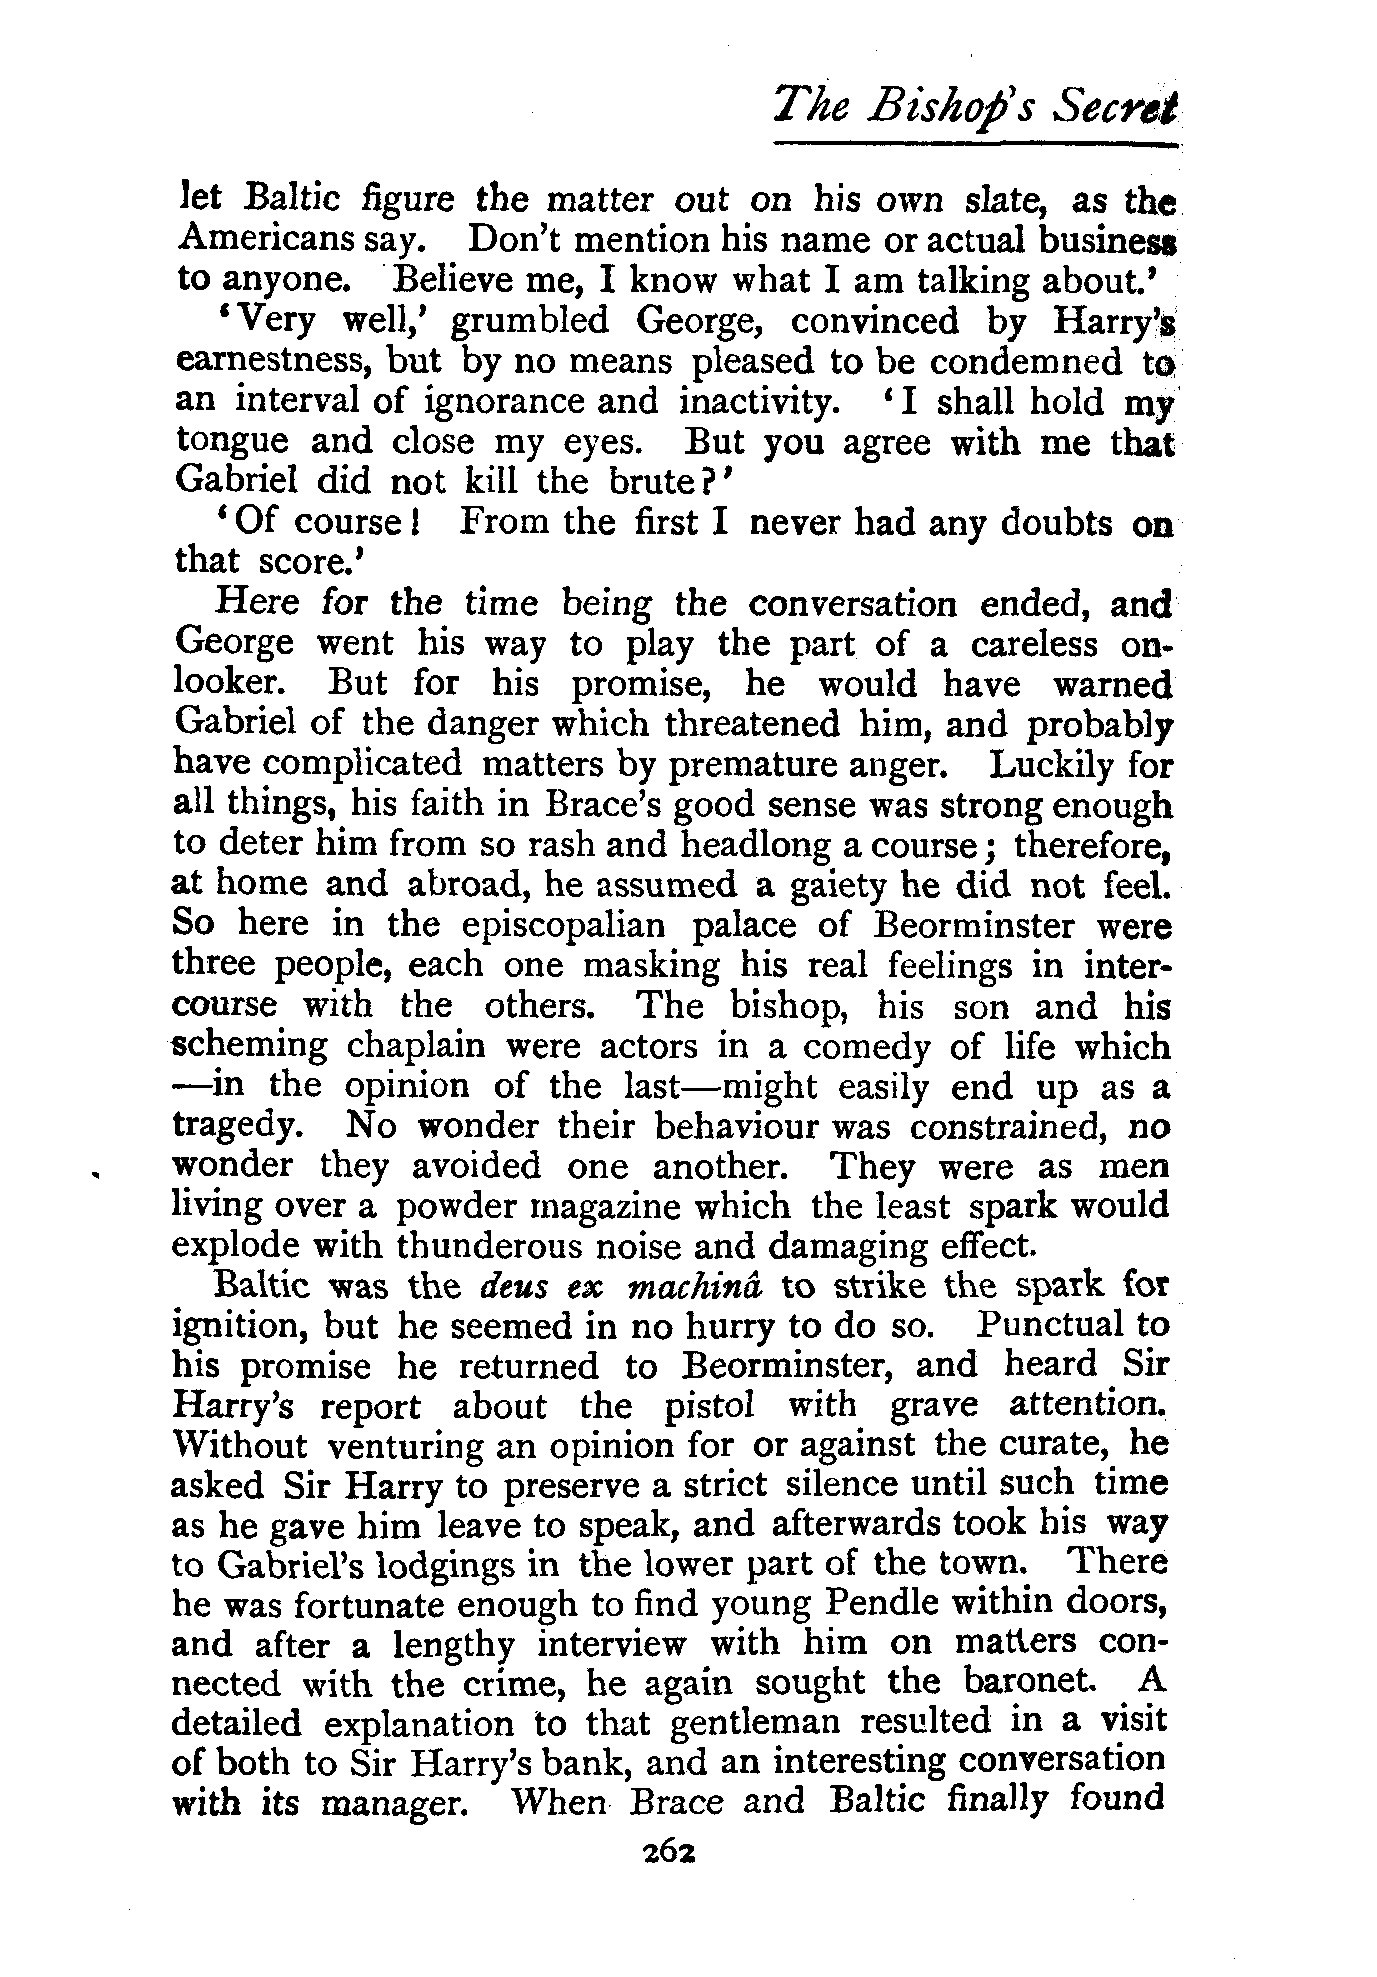 The Bishop's Secret
let Baltic figure the matter out on his own slate, as the
Americans say. Don't mention his name or actual business
to anyone. Believe me, I know what I am talking about.'
'Very well,' grumbled George, convinced by Harry's
earnestness, but by no means pleased to be condemned to
an interval of ignorance and inactivity. 'I shall hold my
tongue and close my eyes. But you agree with me that
Gabriel did not kill the brute?'
'Of course! From the first I never had any doubts on
that score.'
Here for the time being the conversation ended, and
George went his way to play the part of a careless on-
looker. But for his promise, he would have warned
Gabriel of the danger which threatened him, and probably
have complicated matters by premature anger. Luckily for
all things, his faith in Brace's good sense was strong enough
to deter him from so rash and headlong a course; therefore,
at home and abroad, he assumed a gaiety he did not feel.
So here in the episcopalian palace of Beorminster were
three people, each one masking his real feelings in inter-
course with the others. The bishop, his son and his
scheming chaplain were actors in a comedy of life which
—in the opinion of the last—might easily end up as a
tragedy. No wonder their behaviour was constrained, no
wonder they avoided one another. They were as men
living over a powder magazine which the least spark would
explode with thunderous noise and damaging effect.
Baltic was the deus ex machinâ to strike the spark for
ignition, but he seemed in no hurry to do so. Punctual to
his promise he returned to Beorminster, and heard Sir
Harry's report about the pistol with grave attention.
Without venturing an opinion for or against the curate, he
asked Sir Harry to preserve a strict silence until such time
as he gave him leave to speak, and afterwards took his way
to Gabriel's lodgings in the lower part of the town. There
he was fortunate enough to find young Pendle within doors,
and after a lengthy interview with him on matters con-
nected with the crime, he again sought the baronet. A
detailed explanation to that gentleman resulted in a visit
of both to Sir Harry's bank, and an interesting conversation
with its manager. When Brace and Baltic finally found
262